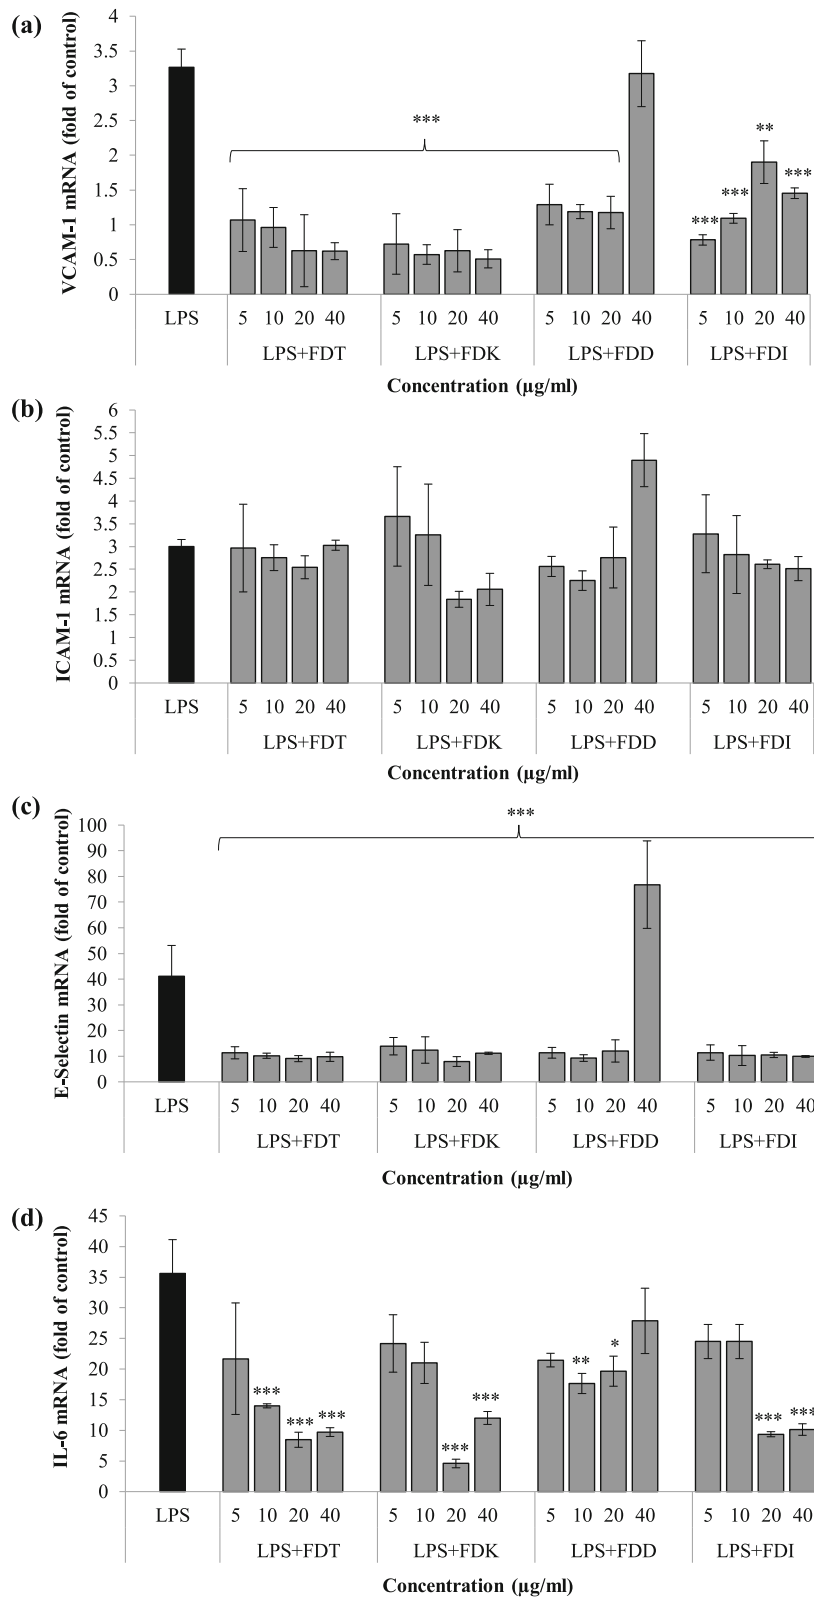 (a)
VCAM-1 mRNA (fold of control)
4
3.5
3
2.5
2
1.5
1
0.5
0
***
***
***
**
***
LPS 5 10 20 40 5 10 20 40 5 10 20 40 5 10 20 40
LPS+FDT LPS+FDK LPS+FDD LPS+FDI
Concentration (µg/ml)
(b)
ICAM-1 mRNA (fold of control)
6
5.5
5
4.5
4
3.5
3
2.5
2
1.5
1
0.5
0
LPS 5 10 20 40 5 10 20 40 5 10 20 40 5 10 20 40
LPS+FDT LPS+FDK LPS+FDD LPS+FDI
Concentration (µg/ml)
(c)
E-Selectin mRNA (fold of control)
100
90
80
70
60
50
40
30
20
10
0
***
LPS 5 10 20 40 5 10 20 40 5 10 20 40 5 10 20 40
LPS+FDT LPS+FDK LPS+FDD LPS+FDI
Concentration (µg/ml)
(d)
IL-6 mRNA (fold of control)
45
40
35
30
25
20
15
10
5
0
***
***
***
***
***
**
*
***
***
LPS 5 10 20 40 5 10 20 40 5 10 20 40 5 10 20 40
LPS+FDT LPS+FDK LPS+FDD LPS+FDI
Concentration (µg/ml)